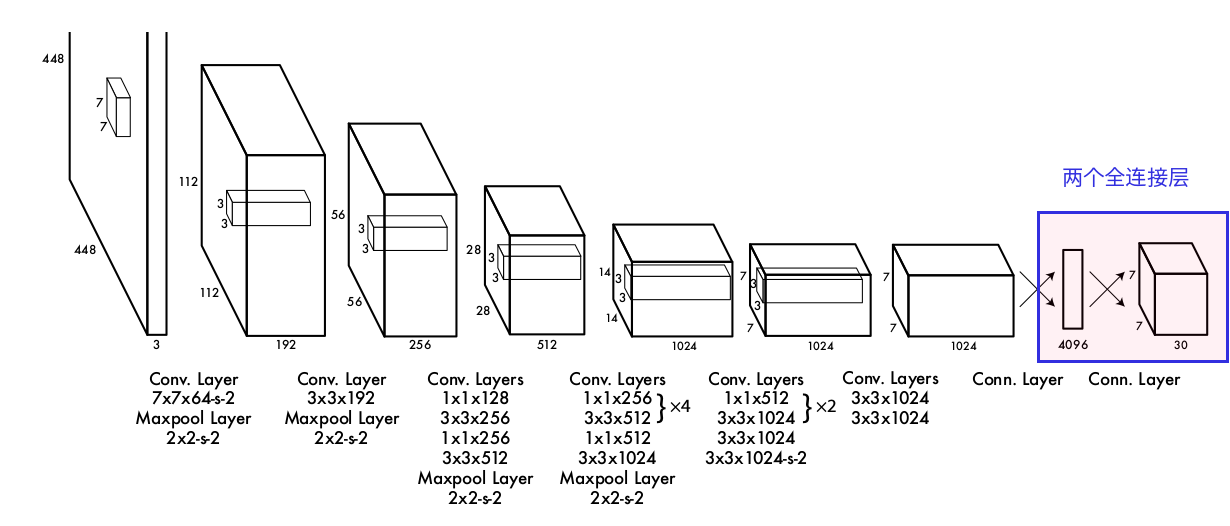 两个全连接层
448
7
7
448
3
112
3
3
112
192
56
3
3
56
256
28
3
3
28
512
14
3
3
14
1024
7
3
3
7
1024
7
7
1024
4096
7
7
30
Conv. Layer
7x7x64-s-2
Maxpool Layer
2x2-s-2
Conv. Layer
3x3x192
Maxpool Layer
2x2-s-2
Conv. Layers
1x1x128
3x3x256
1x1x256
3x3x512
Maxpool Layer
2x2-s-2
Conv. Layers
1x1x256
3x3x512
}×4
1x1x512
3x3x1024
Maxpool Layer
2x2-s-2
Conv. Layers
1x1x512
3x3x1024
}×2
3x3x1024
3x3x1024-s-2
Conv. Layers
3x3x1024
3x3x1024
Conn. Layer
Conn. Layer